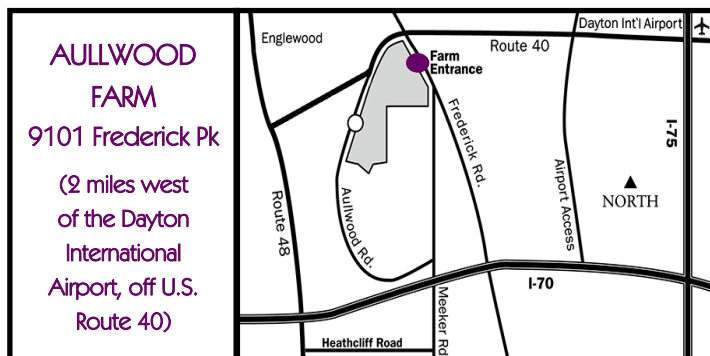 AULLWOOD
FARM
9101 Frederick Pk
(2 miles west
of the Dayton
International
Airport, off U.S.
Route 40)
Englewood
Dayton Int'l Airport
Route 40
Farm
Entrance
Frederick Rd.
I-75
Airport Access
NORTH
Route 48
Aullwood Rd.
I-70
Meeker Rd
Heathcliff Road